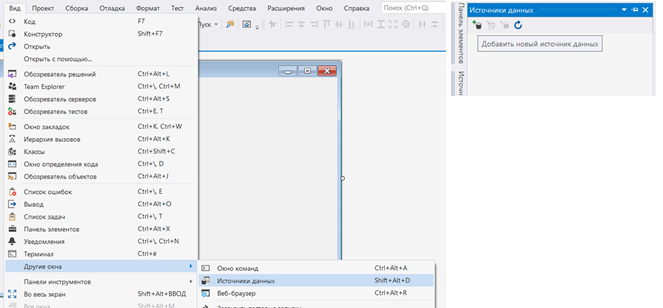 Вид Проект Сборка Отладка Формат Тест Анализ Средства Расширения Окно Справка Поиск (Ctrl+Q)
Код F7
Конструктор Shift+F7
Открыть
Открыть с помощью...
Обозреватель решений Ctrl+Alt+L
Team Explorer Ctrl+\, Ctrl+M
Обозреватель серверов Ctrl+Alt+S
Обозреватель тестов Ctrl+E, T
Окно закладок Ctrl+K, Ctrl+W
Иерархия вызовов Ctrl+Alt+K
Классы Ctrl+Shift+C
Окно определения кода Ctrl+\, D
Обозреватель объектов Ctrl+Alt+J
Список ошибок Ctrl+\, E
Вывод Ctrl+Alt+O
Список задач Ctrl+\, T
Панель элементов Ctrl+Alt+X
Уведомления Ctrl+\, Ctrl+N
Терминал Ctrl+ё
Другие окна
Панели инструментов
Во весь экран Shift+Alt+ВВОД
Все окна Shift+Alt+M
Окно команд Ctrl+Alt+A
Источники данных Shift+Alt+D
Веб-браузер Ctrl+Alt+R
Панель элементов
Источники данных
Добавить новый источник данных